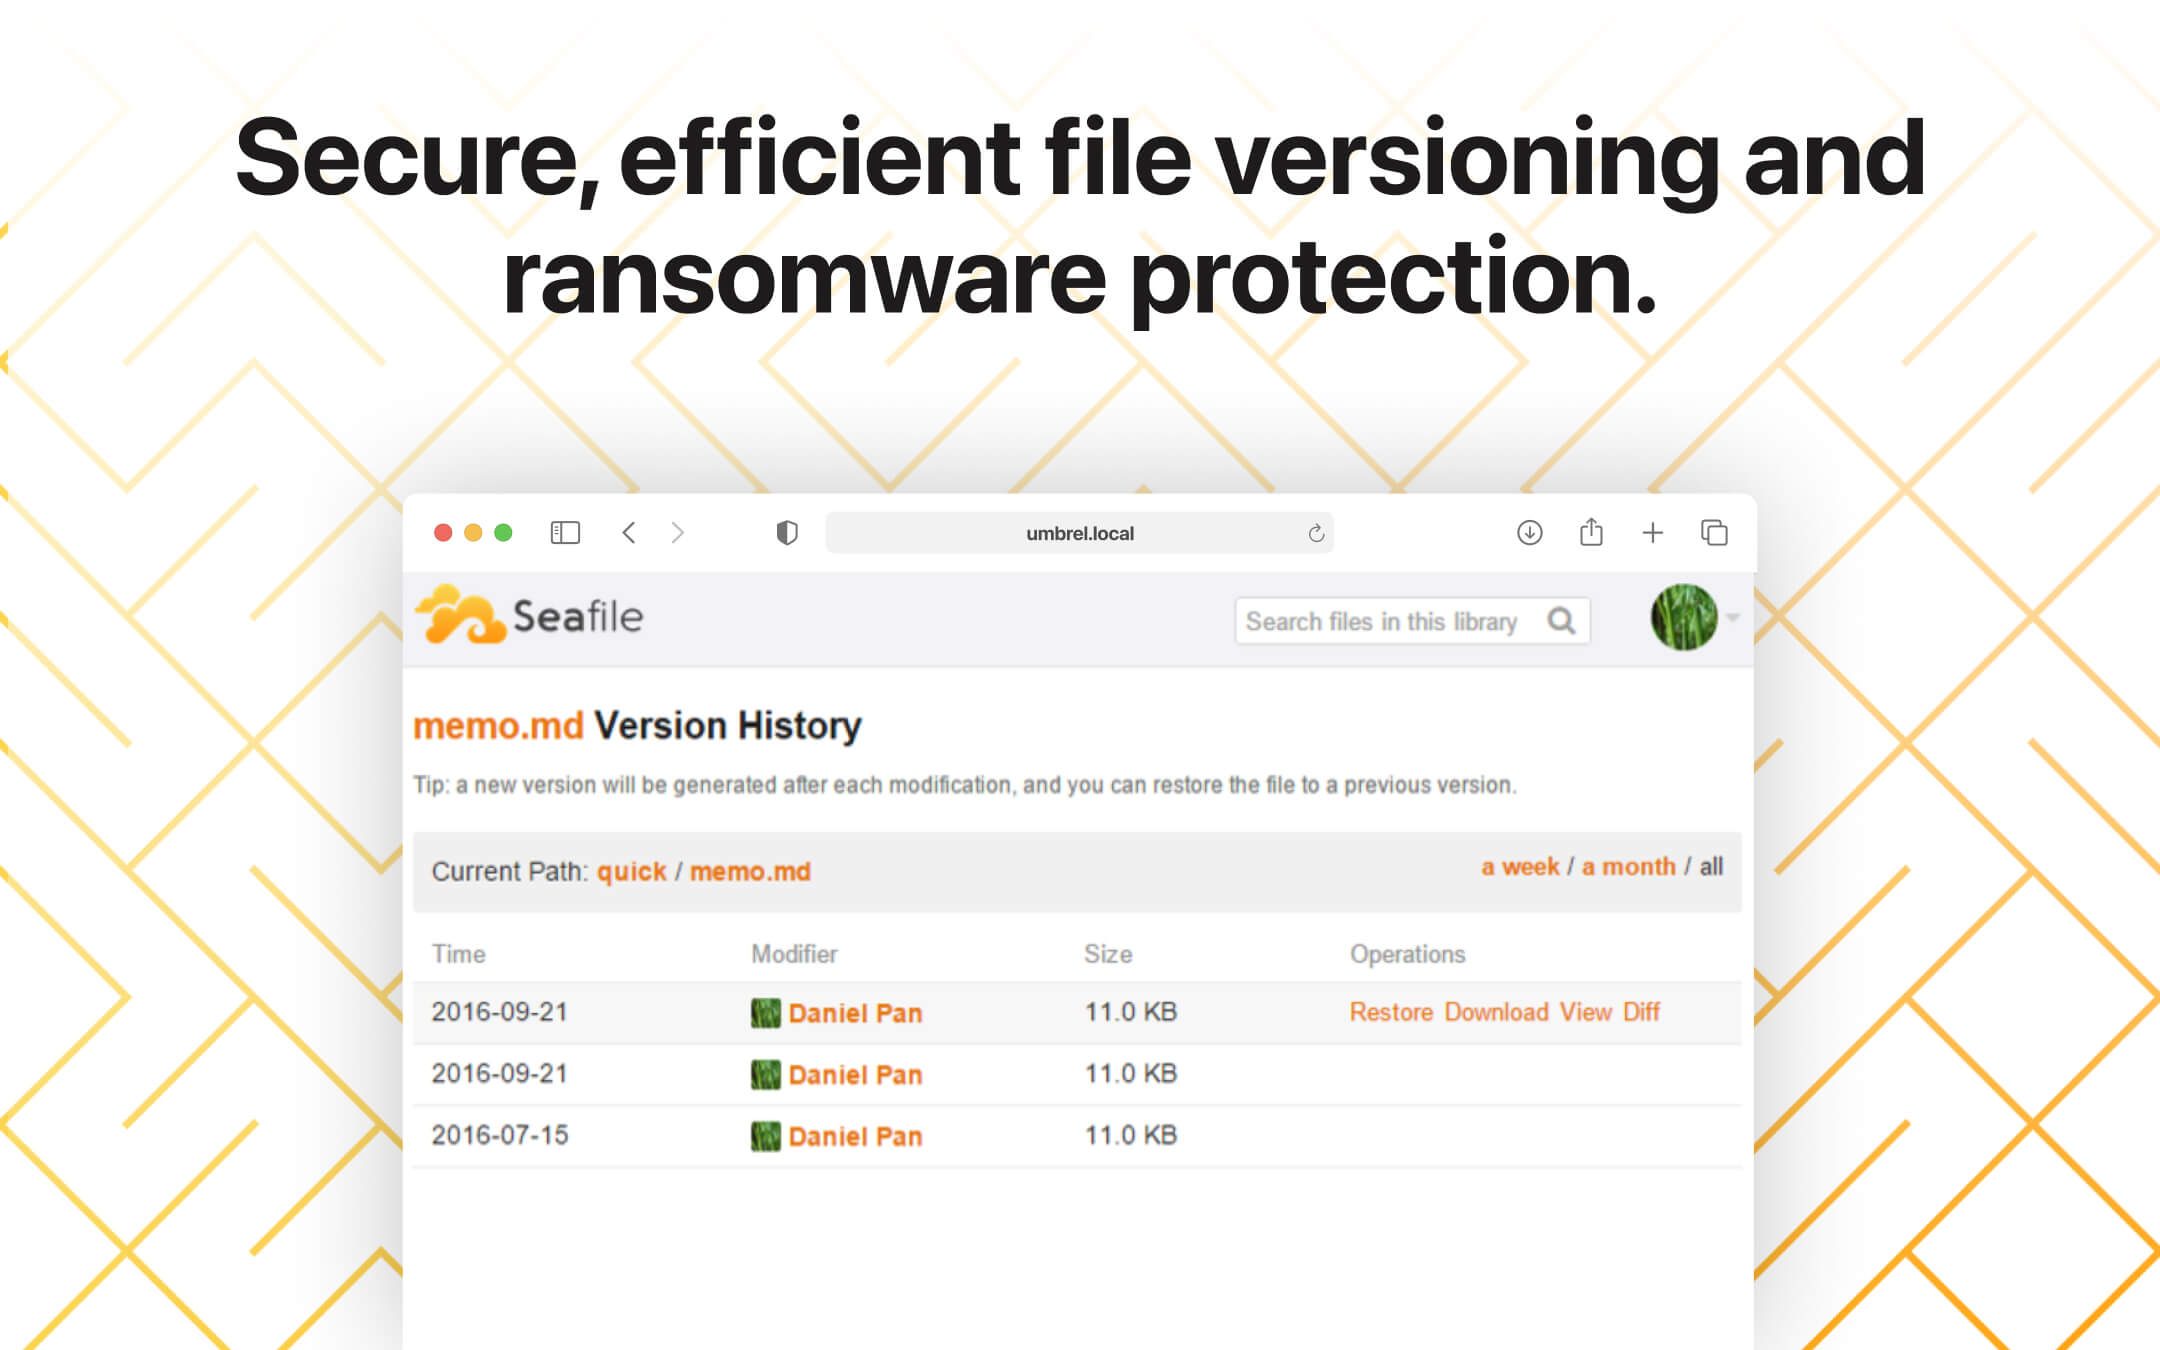 Secure, efficient file versioning and
ransomware protection.
umbrel.local
Seafile
Search files in this library
memo.md Version History
Tip: a new version will be generated after each modification, and you can restore the file to a previous version.
Current Path: quick / memo.md
a week / a month / all
Time Modifier Size Operations
2016-09-21 Daniel Pan 11.0 KB Restore Download View Diff
2016-09-21 Daniel Pan 11.0 KB
2016-07-15 Daniel Pan 11.0 KB